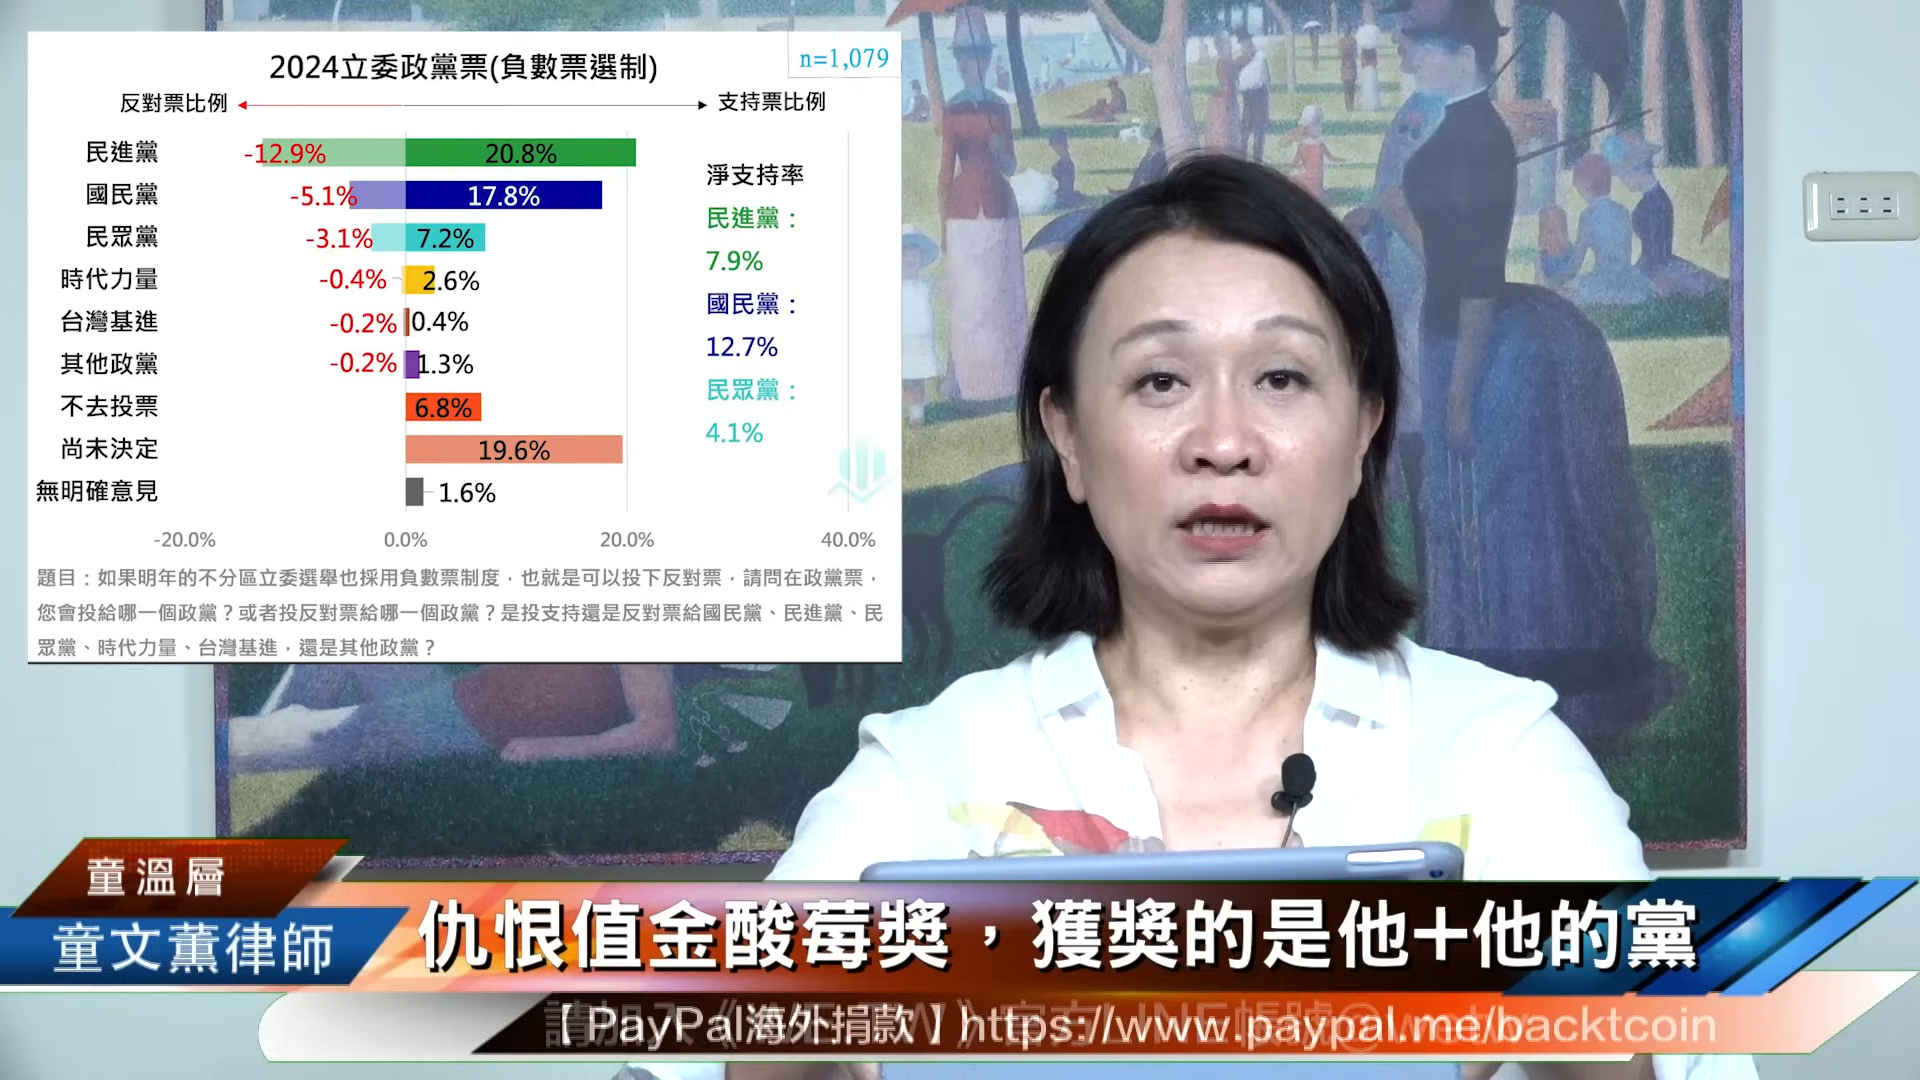 2024立委政黨票(負數票選制)
n=1,079
反對票比例
支持票比例
民進黨 -12.9% 20.8%
國民黨 -5.1% 17.8%
民眾黨 -3.1% 7.2%
時代力量 -0.4% 2.6%
台灣基進 -0.2% 0.4%
其他政黨 -0.2% 1.3%
不去投票 6.8%
尚未決定 19.6%
無明確意見 1.6%
淨支持率
民進黨：
7.9%
國民黨：
12.7%
民眾黨：
4.1%
-20.0% 0.0% 20.0% 40.0%
題目：如果明年的不分區立委選舉也採用負數票制度，也就是可以投下反對票，請問在政黨票，
您會投給哪一個政黨？或者投反對票給哪一個政黨？是投支持還是反對票給國民黨、民進黨、民
眾黨、時代力量、台灣基進，還是其他政黨？
童溫層
童文薰律師
仇恨值金酸莓獎，獲獎的是他+他的黨
【PayPal海外捐款】https://www.paypal.me/backtcoin